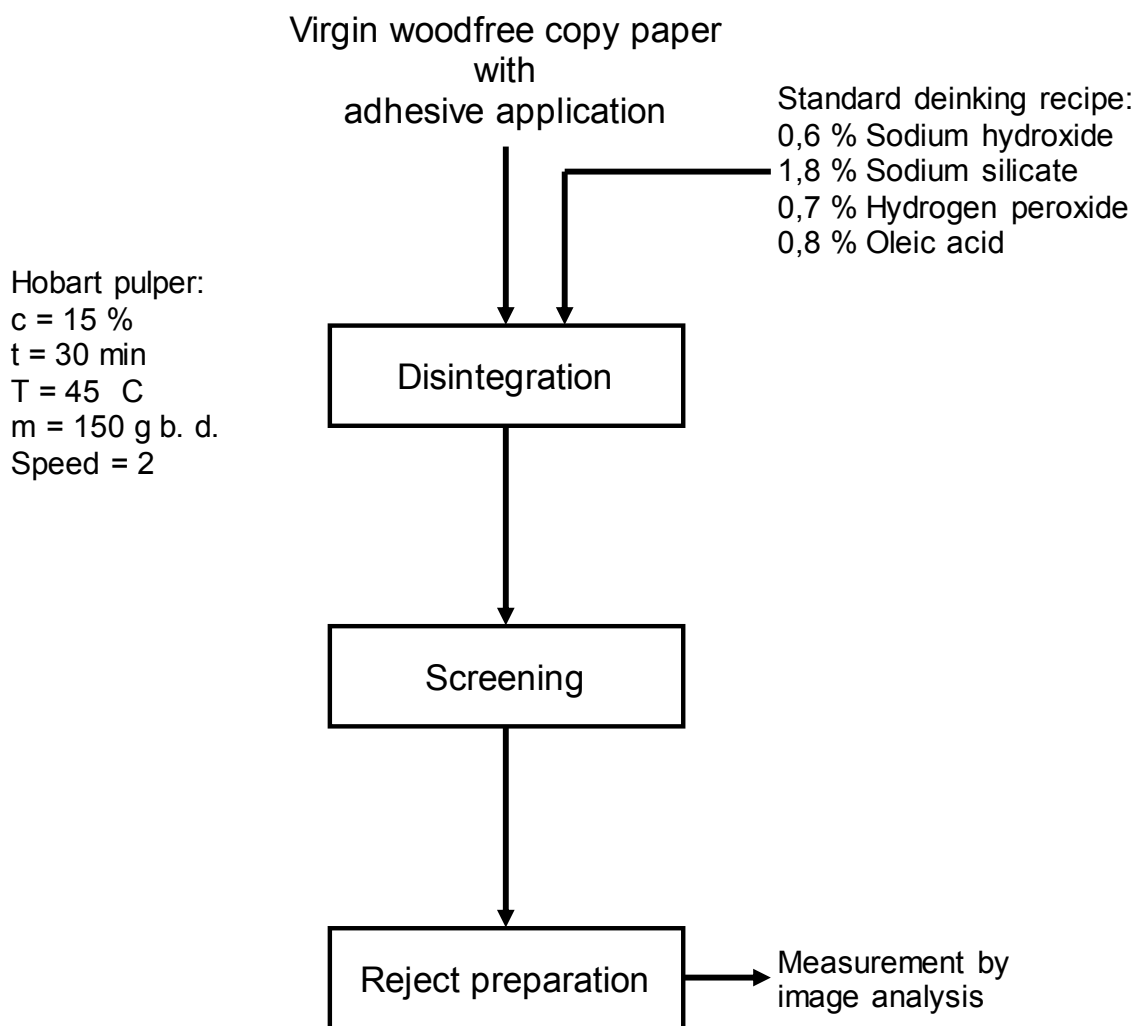 Virgin woodfree copy paper
with
adhesive application
Standard deinking recipe:
0,6 % Sodium hydroxide
1,8 % Sodium silicate
0,7 % Hydrogen peroxide
0,8 % Oleic acid
Hobart pulper:
c = 15 %
t = 30 min
T = 45  C
m = 150 g b. d.
Speed = 2
Disintegration
Screening
Reject preparation
Measurement by
image analysis